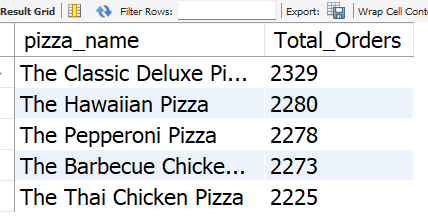 Result Grid Filter Rows: Export: Wrap Cell Cont
pizza_name Total_Orders
The Classic Deluxe Pi... 2329
The Hawaiian Pizza 2280
The Pepperoni Pizza 2278
The Barbecue Chicke... 2273
The Thai Chicken Pizza 2225